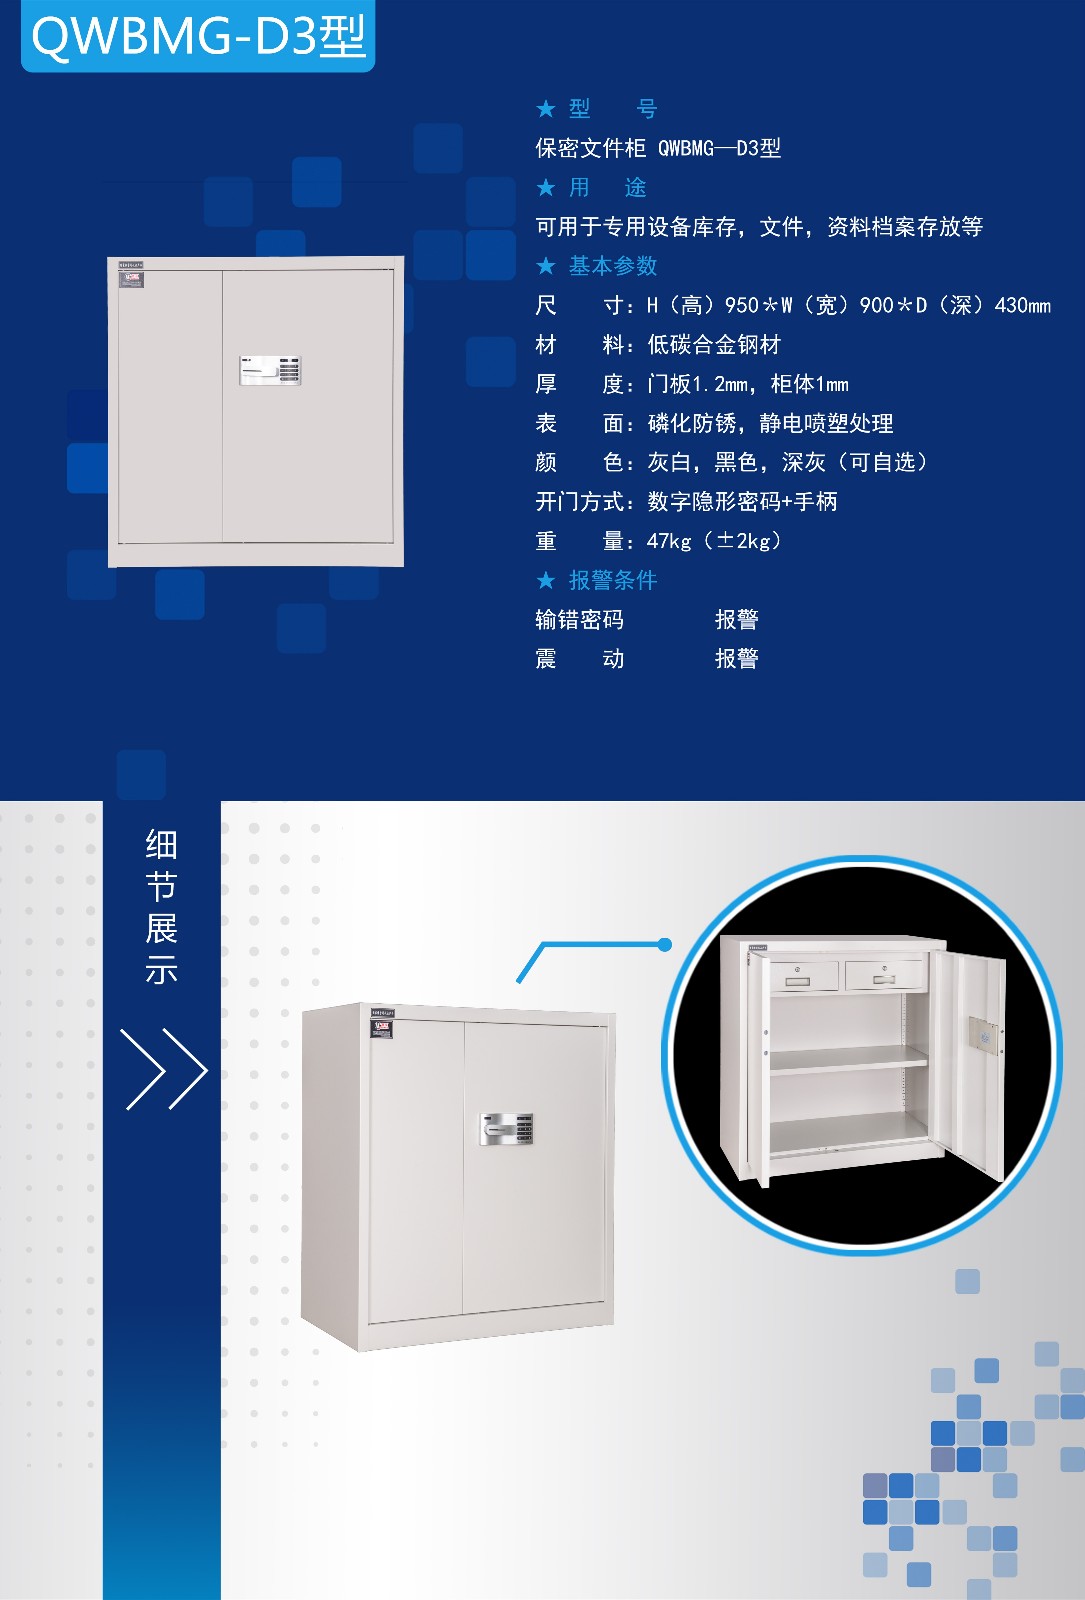 QWBMG-D3型
★ 型 号
保密文件柜 QWBMG—D3型
★ 用 途
可用于专用设备库存，文件，资料档案存放等
★ 基本参数
尺 寸：H（高）950*W（宽）900*D（深）430mm
材 料：低碳合金钢材
厚 度：门板1.2mm，柜体1mm
表 面：磷化防锈，静电喷塑处理
颜 色：灰白，黑色，深灰（可自选）
开门方式：数字隐形密码+手柄
重 量：47kg（±2kg）
★ 报警条件
输错密码 报警
震 动 报警
细节展示